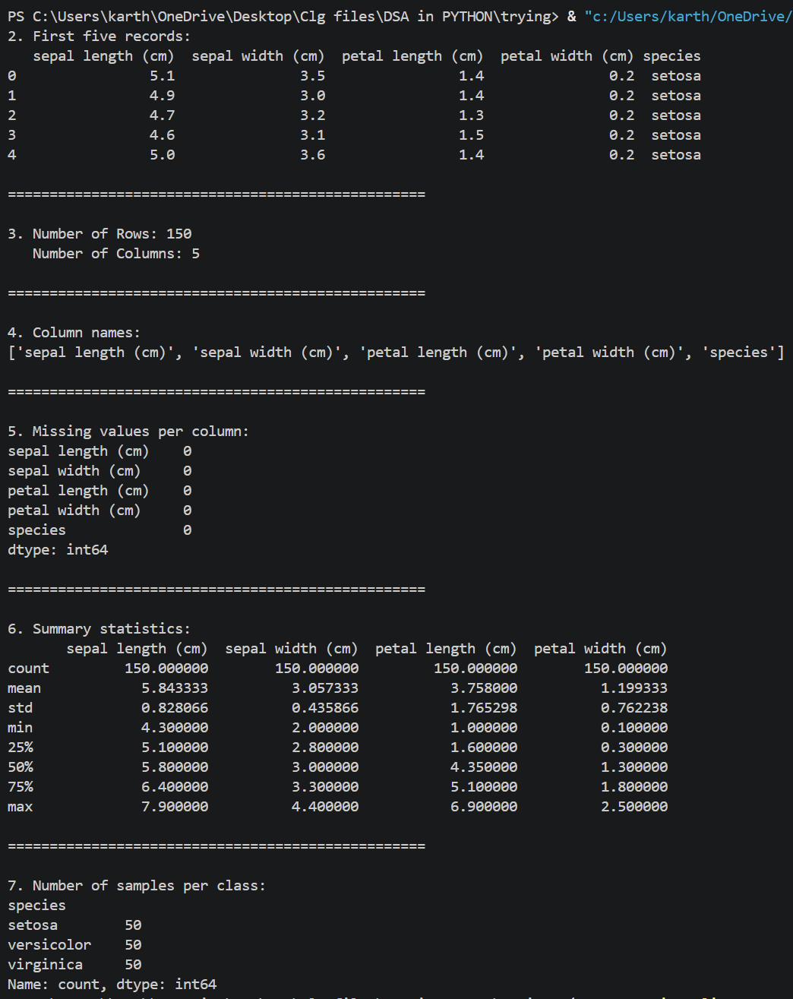 PS C:\Users\karth\OneDrive\Desktop\Clg files\DSA in PYTHON\trying> & "c:/Users/karth/OneDrive/
2. First five records:
   sepal length (cm)  sepal width (cm)  petal length (cm)  petal width (cm) species
0                5.1               3.5                1.4               0.2  setosa
1                4.9               3.0                1.4               0.2  setosa
2                4.7               3.2                1.3               0.2  setosa
3                4.6               3.1                1.5               0.2  setosa
4                5.0               3.6                1.4               0.2  setosa
==================================================
3. Number of Rows: 150
   Number of Columns: 5
==================================================
4. Column names:
['sepal length (cm)', 'sepal width (cm)', 'petal length (cm)', 'petal width (cm)', 'species']
==================================================
5. Missing values per column:
sepal length (cm)    0
sepal width (cm)     0
petal length (cm)    0
petal width (cm)     0
species              0
dtype: int64
==================================================
6. Summary statistics:
       sepal length (cm)  sepal width (cm)  petal length (cm)  petal width (cm)
count         150.000000        150.000000         150.000000        150.000000
mean            5.843333          3.057333           3.758000          1.199333
std             0.828066          0.435866           1.765298          0.762238
min             4.300000          2.000000           1.000000          0.100000
25%             5.100000          2.800000           1.600000          0.300000
50%             5.800000          3.000000           4.350000          1.300000
75%             6.400000          3.300000           5.100000          1.800000
max             7.900000          4.400000           6.900000          2.500000
==================================================
7. Number of samples per class:
species
setosa        50
versicolor    50
virginica     50
Name: count, dtype: int64